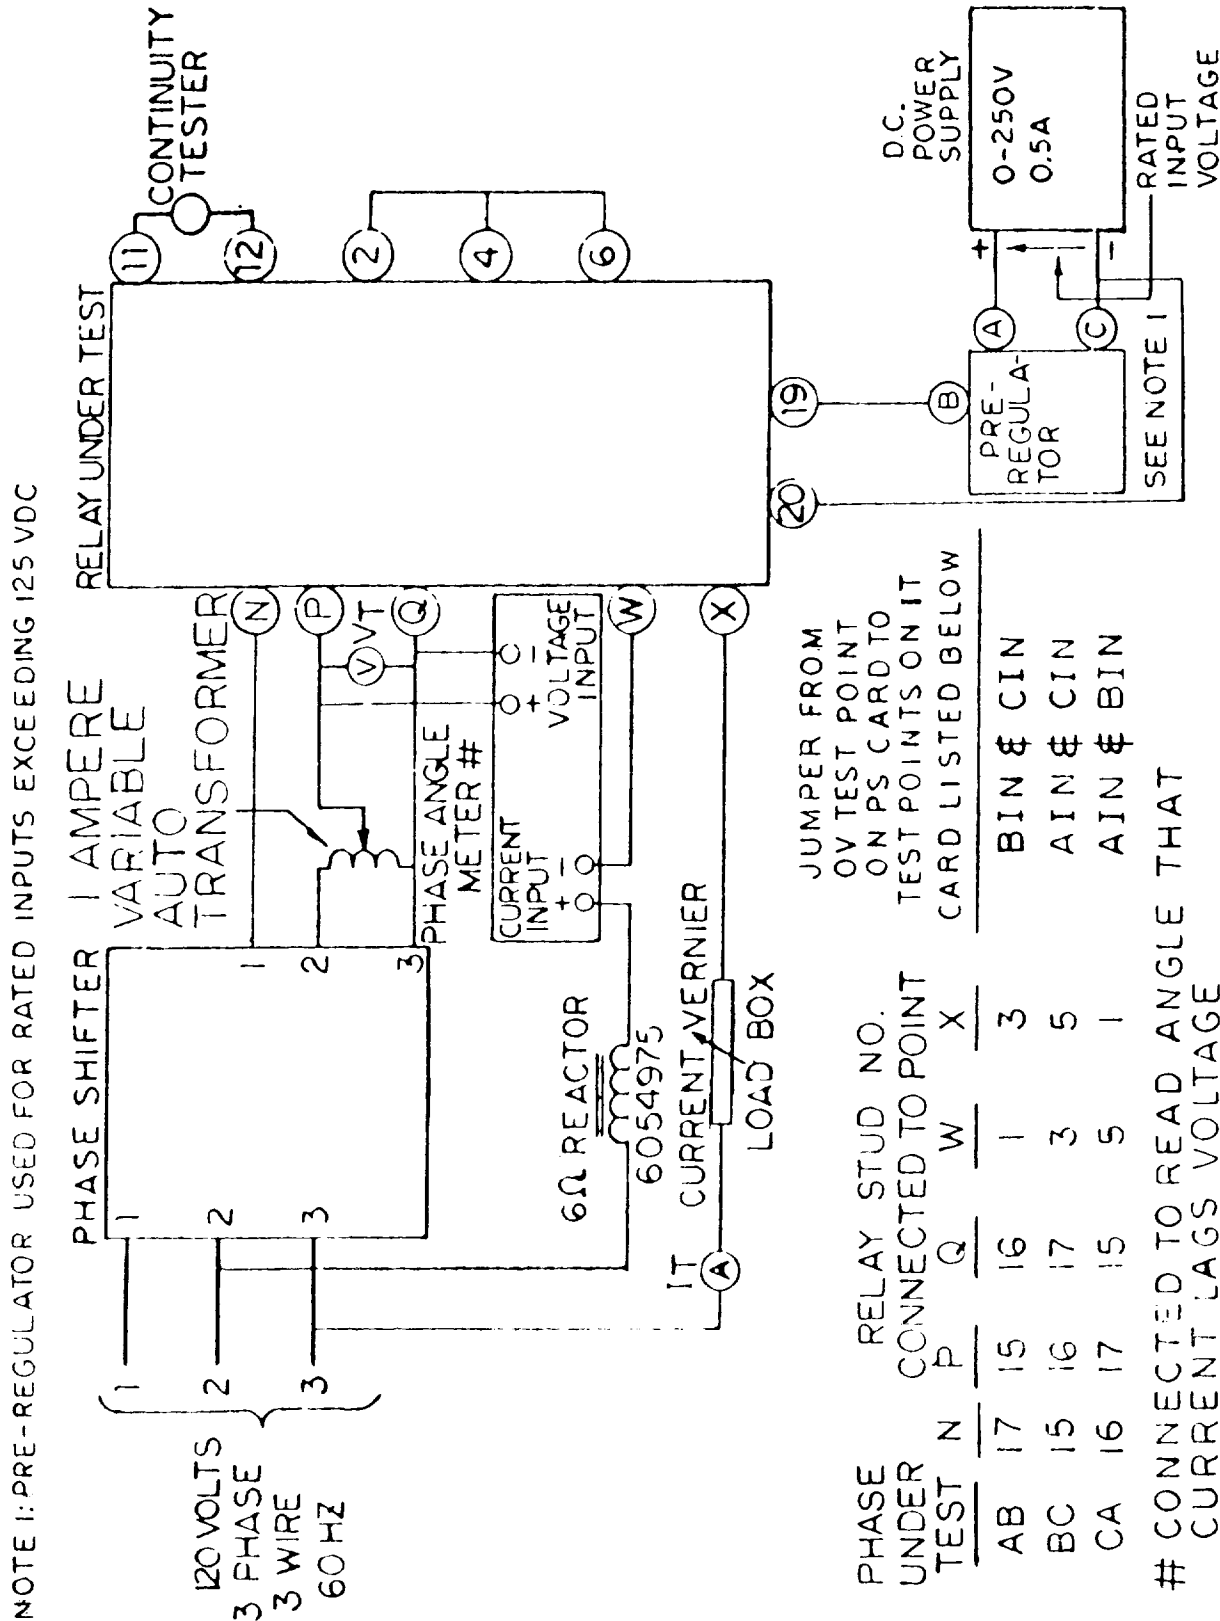 NOTE 1: PRE-REGULATOR USED FOR RATED INPUTS EXCEEDING 125 VDC
1 AMPERE
VARIABLE
AUTO
TRANSFORMER
PHASE SHIFTER
RELAY UNDER TEST
CONTINUITY
TESTER
120 VOLTS
3 PHASE
3 WIRE
60 HZ
1
2
3
1
2
3
1
2
3
N
P
Q
W
X
V
VT
11
12
2
4
6
19
20
PHASE ANGLE
METER #
CURRENT
INPUT
+ -
VOLTAGE
INPUT
+ -
6Ω REACTOR
6054975
CURRENT VERNIER
LOAD BOX
IT
A
D.C.
POWER
SUPPLY
0-250V
0.5A
+
-
A
B
C
PRE-
REGULA-
TOR
RATED
INPUT
VOLTAGE
SEE NOTE 1
PHASE
UNDER
TEST
RELAY STUD NO.
CONNECTED TO POINT
N P Q W X
JUMPER FROM
OV TEST POINT
ON PS CARD TO
TEST POINTS ON IT
CARD LISTED BELOW
AB 17 15 16 1 3 BIN & CIN
BC 15 16 17 3 5 AIN & CIN
CA 16 17 15 5 1 AIN & BIN
# CONNECTED TO READ ANGLE THAT
CURRENT LAGS VOLTAGE